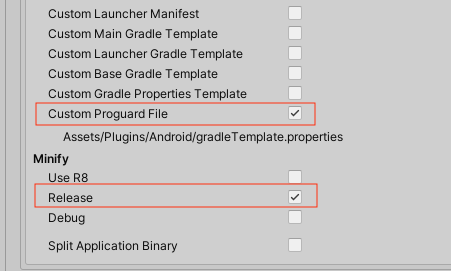 Custom Launcher Manifest
Custom Main Gradle Template
Custom Launcher Gradle Template
Custom Base Gradle Template
Custom Gradle Properties Template
Custom Proguard File
Assets/Plugins/Android/gradleTemplate.properties
Minify
Use R8
Release
Debug
Split Application Binary